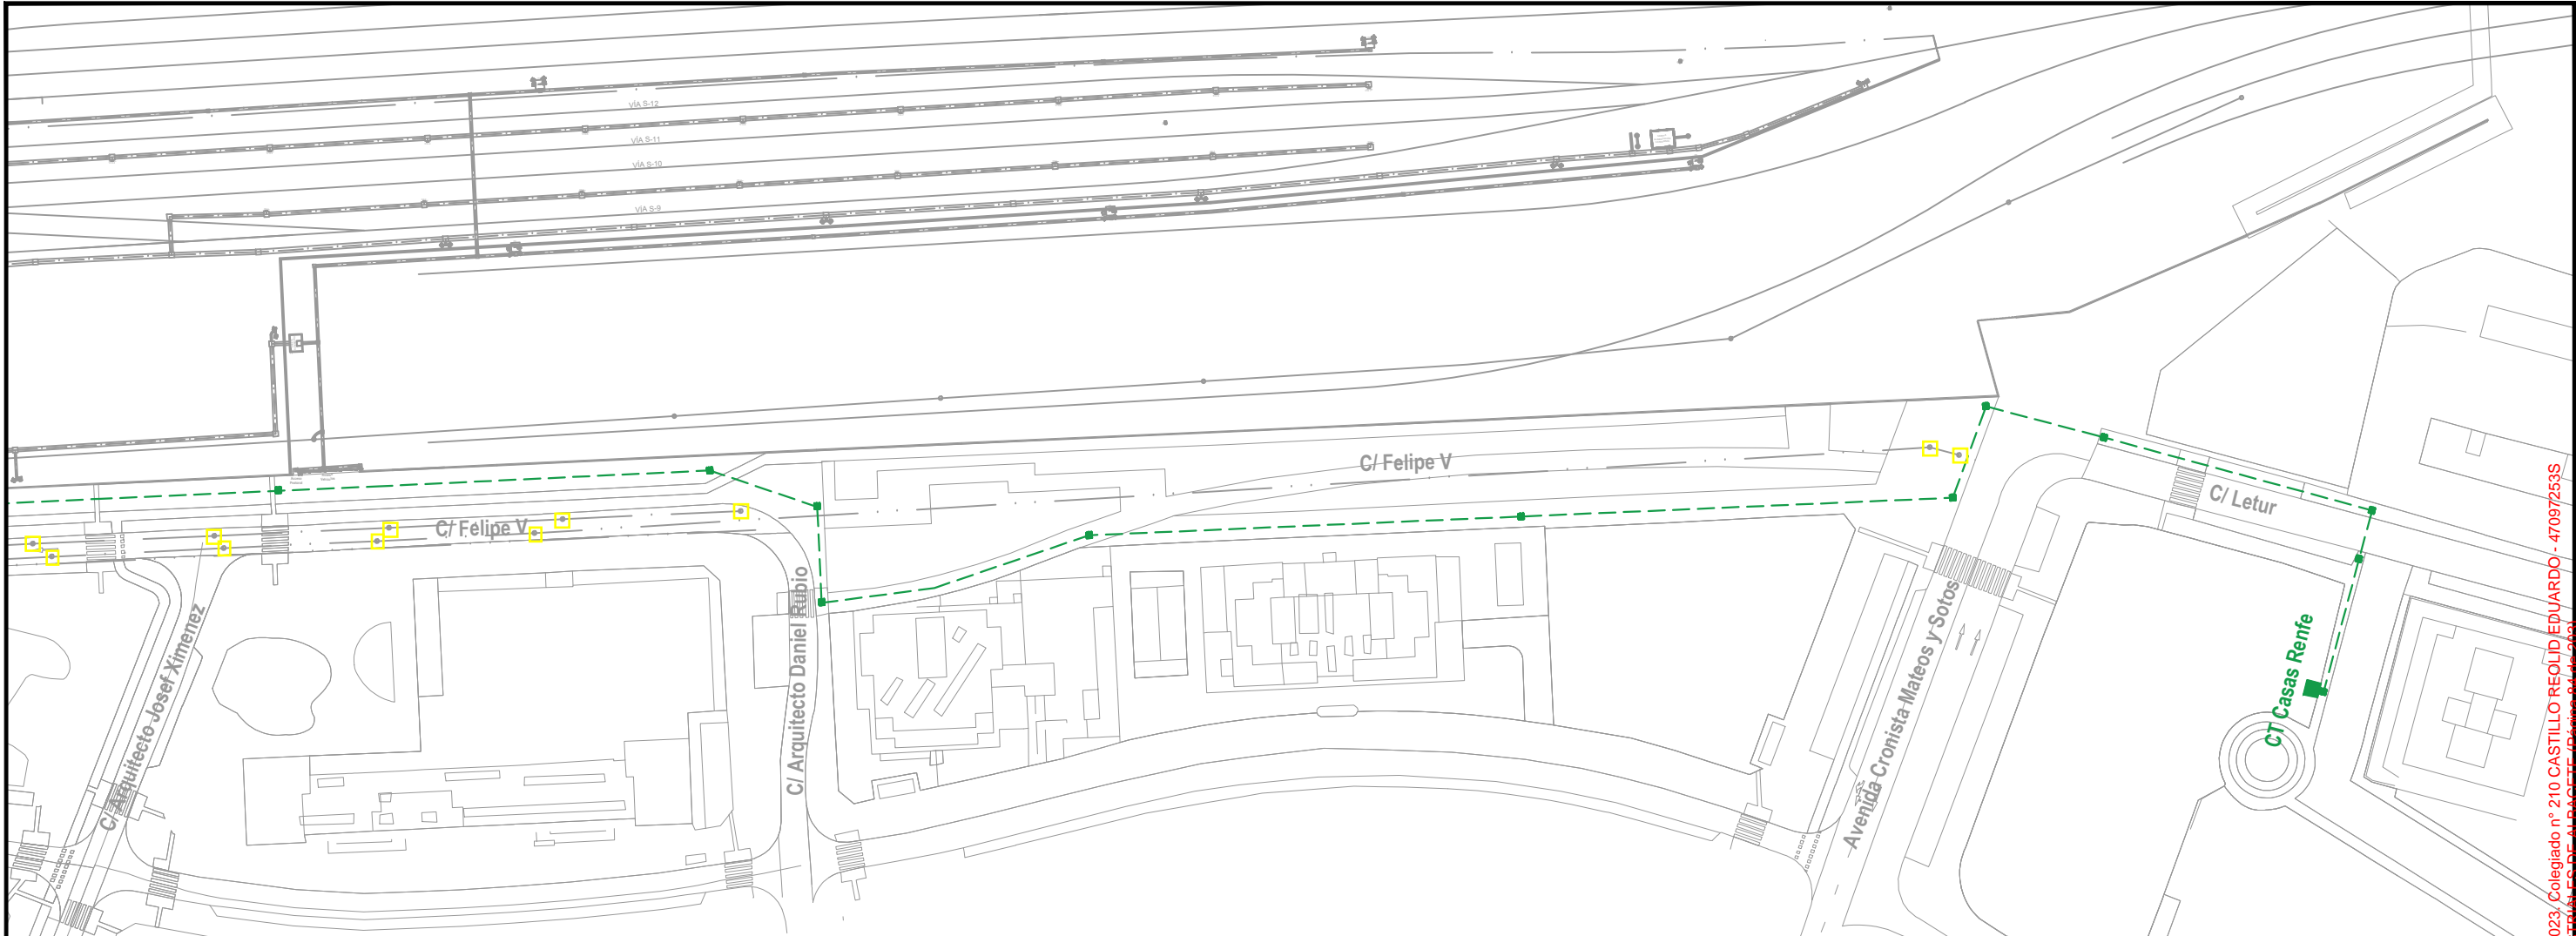 VÍA S-12
VÍA S-11
VÍA S-10
VÍA S-9
C/ Felipe V
C/ Felipe V
C/ Letur
C/ Arquitecto Josef Ximenez
C/ Arquitecto Daniel Rubio
Avenida Cronista Mateos y Sotos
CT Casas Renfe
023. Colegiado nº 210 CASTILLO REOLID EDUARDO - 47097253S